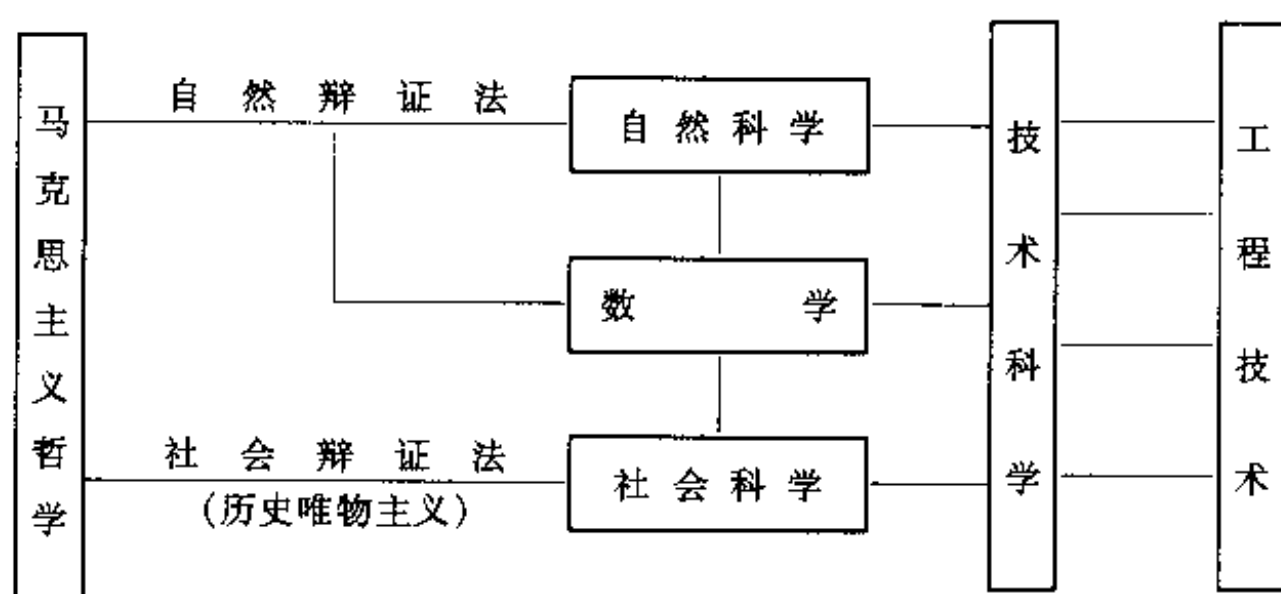 马克思主义哲学
自然辩证法
自然科学
数学
社会辩证法
(历史唯物主义)
社会科学
技术科学
工程技术